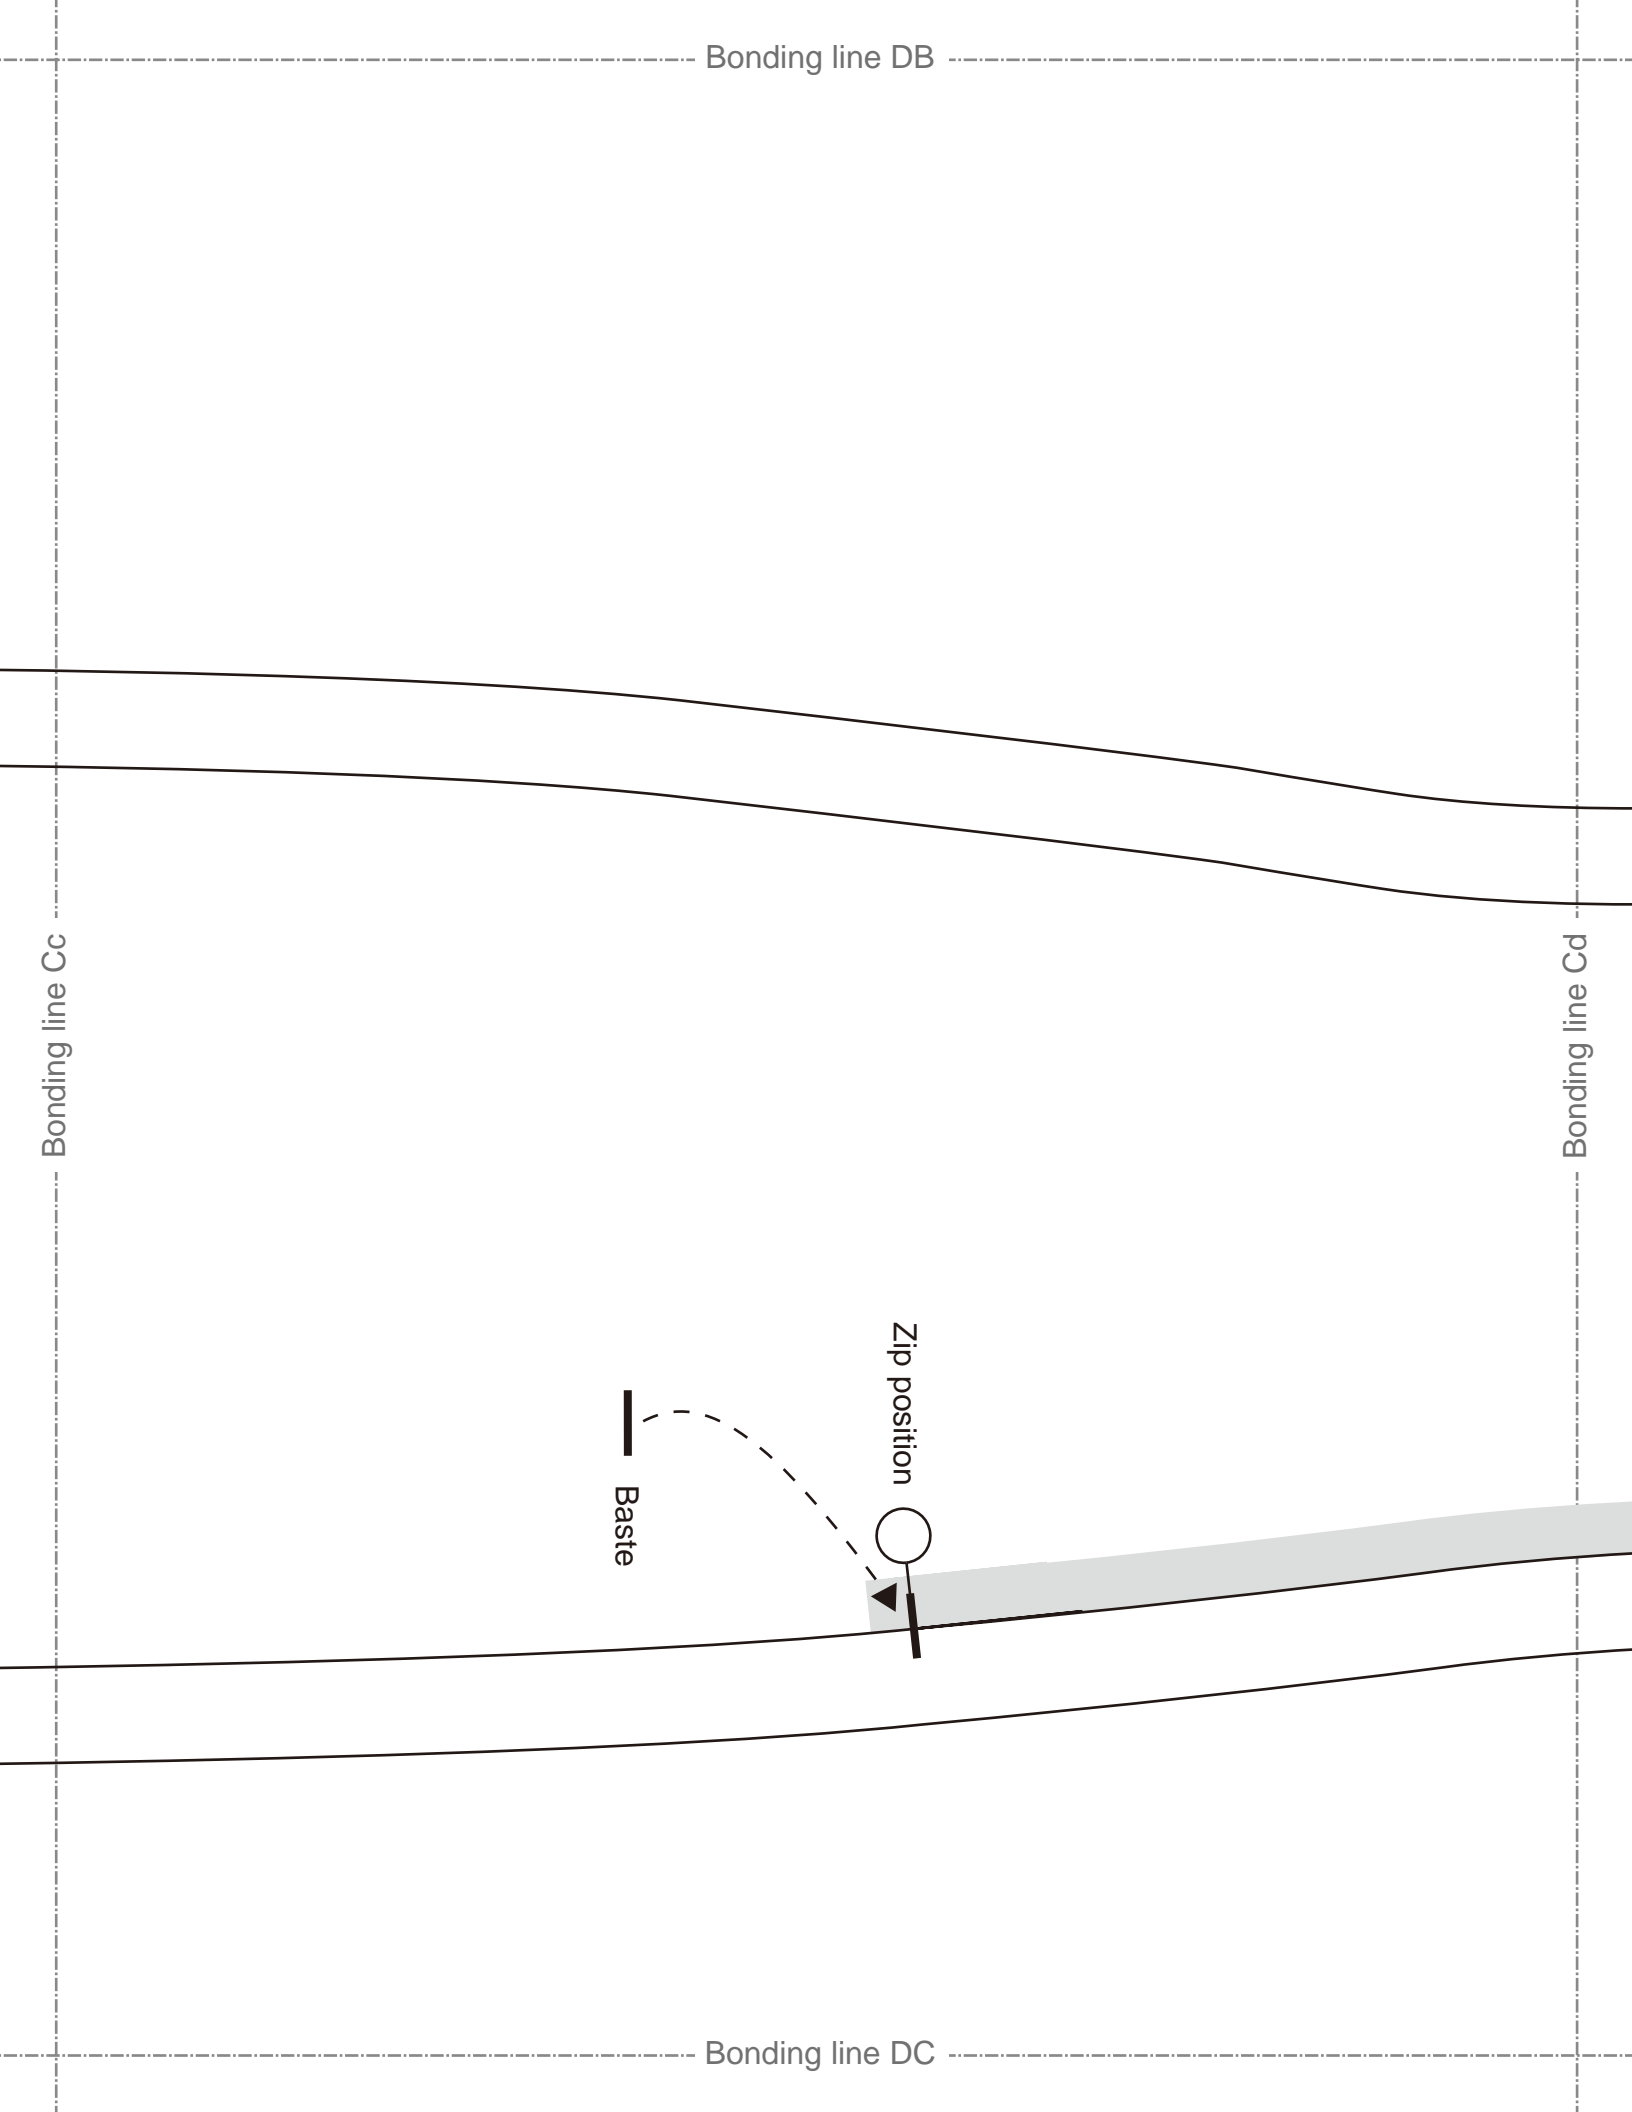 Bonding line DB
Bonding line Cc
Bonding line Cd
Zip position
Baste
Bonding line DC